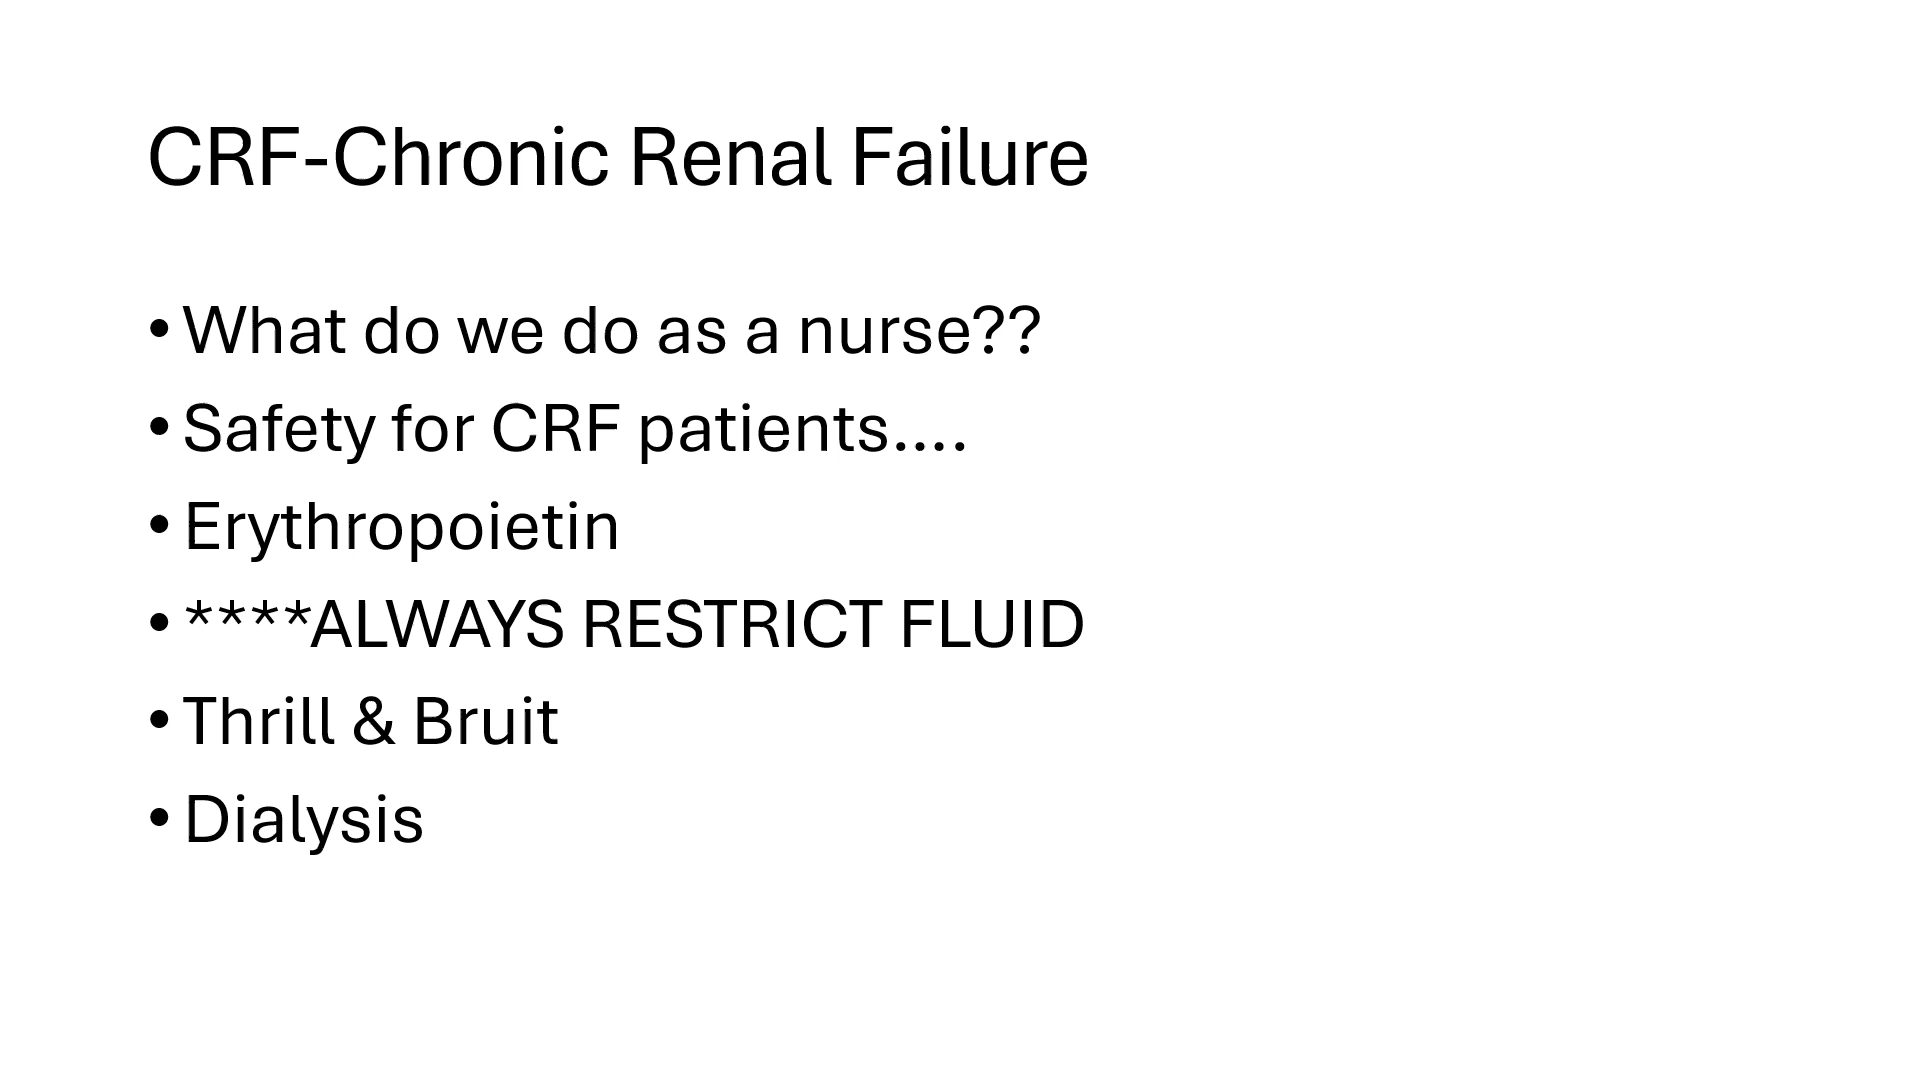 CRF-Chronic Renal Failure
• What do we do as a nurse??
• Safety for CRF patients....
• Erythropoietin
• ****ALWAYS RESTRICT FLUID
• Thrill & Bruit
• Dialysis